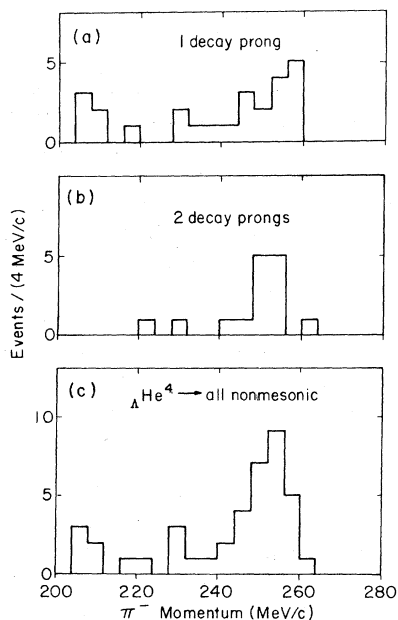 (a)
1 decay prong
5
0
(b)
2 decay prongs
5
0
Events / (4 MeV/c)
(c)
ΛHe⁴ → all nonmesonic
10
5
0
200 220 240 260 280
π⁻ Momentum (MeV/c)